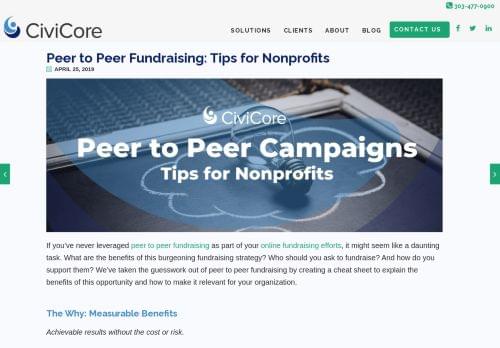 303-477-0900
CiviCore
SOLUTIONS CLIENTS ABOUT BLOG CONTACT US
Peer to Peer Fundraising: Tips for Nonprofits
APRIL 25, 2019
CiviCore
Peer to Peer Campaigns
Tips for Nonprofits
If you've never leveraged peer to peer fundraising as part of your online fundraising efforts, it might seem like a daunting
task. What are the benefits of this burgeoning fundraising strategy? Who should you ask to fundraise? And how do you
support them? We've taken the guesswork out of peer to peer fundraising by creating a cheat sheet to explain the
benefits of this opportunity and how to make it relevant for your organization.
The Why: Measurable Benefits
Achievable results without the cost or risk.